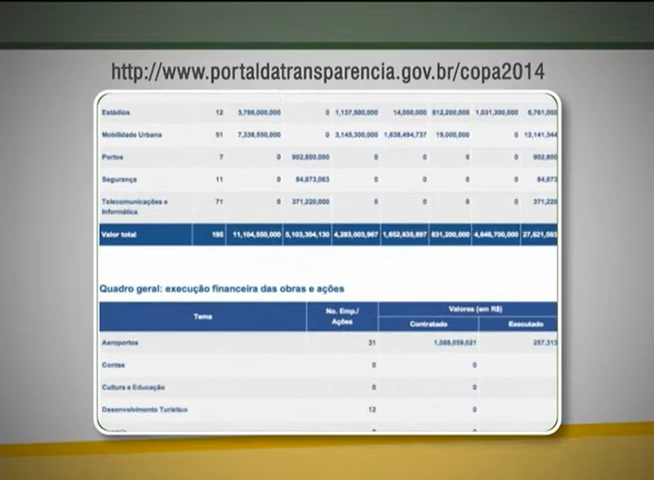 http://www.portaldatransparencia.gov.br/copa2014
Estádios 12 3,766,000,000 0 1,137,500,000 14,000,000 812,200,000 1,031,300,000 6,761,000
Mobilidade Urbana 51 7,338,550,000 0 3,145,300,000 1,638,494,737 19,000,000 0 12,141,344
Portos 7 0 902,800,000 0 0 0 0 902,800
Segurança 11 0 84,873,063 0 0 0 0 84,873
Telecomunicações e
Informática 71 0 371,220,000 0 0 0 0 371,220
Valor total 195 11,104,550,000 5,103,304,130 4,283,003,967 1,652,635,897 831,200,000 4,646,700,000 27,621,593
Quadro geral: execução financeira das obras e ações
Tema No. Emp./ Ações Valores (em R$)
Contratado Executado
Aeroportos 31 1,088,059,021 257,313
Contas 0 0
Cultura e Educação 0 0
Desenvolvimento Turístico 12 0